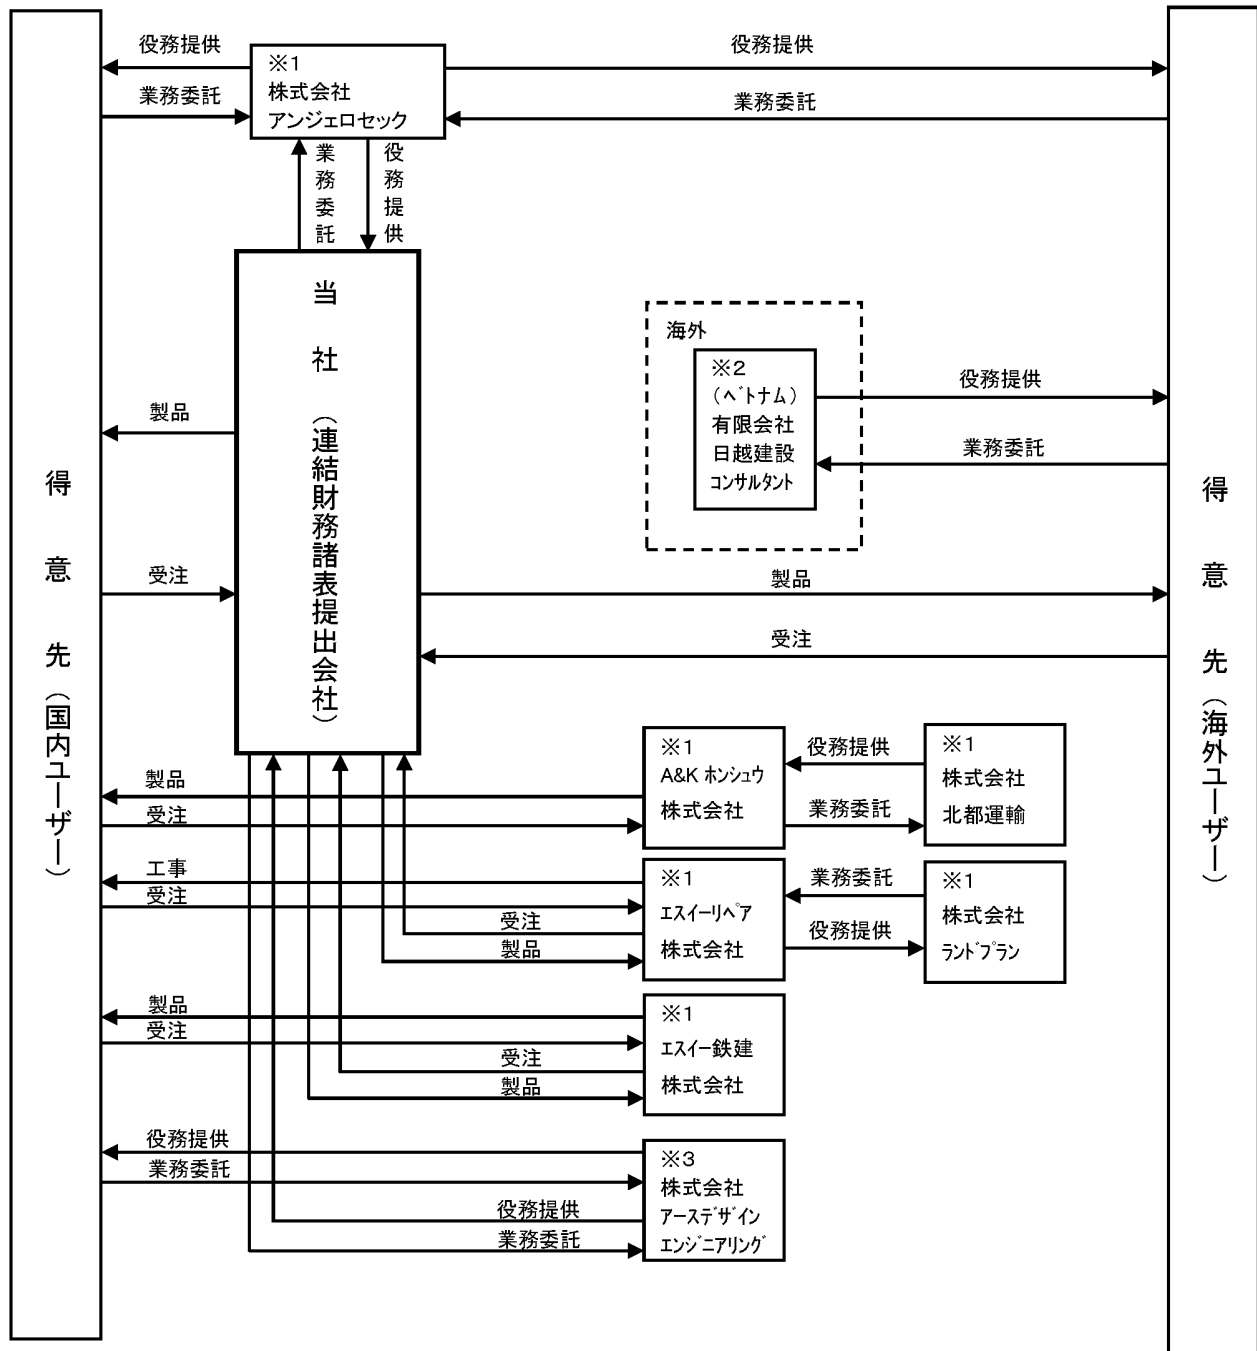 得意先（国内ユーザー）
役務提供
業務委託
※1
株式会社
アンジェロセック
役務提供
業務委託
業務委託
役務提供
当社（連結財務諸表提出会社）
製品
受注
海外
※2
（ベトナム）
有限会社
日越建設
コンサルタント
役務提供
業務委託
製品
受注
得意先（海外ユーザー）
製品
受注
※1
A&K ホンシュウ
株式会社
役務提供
業務委託
※1
株式会社
北都運輸
工事
受注
受注
製品
※1
エスイーリペア
株式会社
業務委託
役務提供
※1
株式会社
ランドプラン
製品
受注
受注
製品
※1
エスイー鉄建
株式会社
役務提供
業務委託
役務提供
業務委託
※3
株式会社
アースデザイン
エンジニアリング